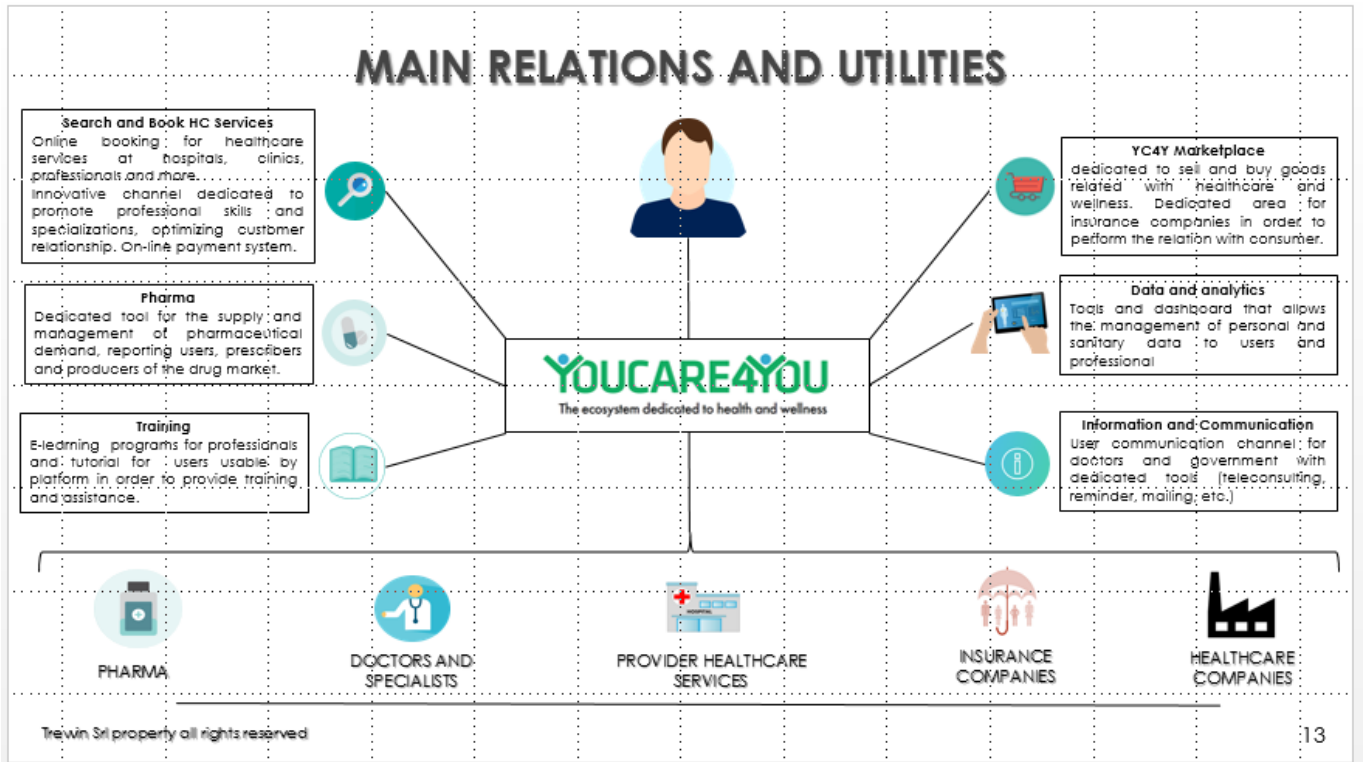 MAIN RELATIONS AND UTILITIES
Search and Book HC Services
Online booking for healthcare
services at hospitals, clinics,
professionals and more.
Innovative channel dedicated to
promote professional skills and
specializations, optimizing customer
relationship. On-line payment system.
Pharma
Dedicated tool for the supply and
management of pharmaceutical
demand, reporting users, prescribers
and producers of the drug market.
Training
E-learning programs for professionals
and tutorial for users usable by
platform in order to provide training
and assistance.
YOUCARE4YOU
The ecosystem dedicated to health and wellness
YC4Y Marketplace
dedicated to sell and buy goods
related with healthcare and
wellness. Dedicated area for
insurance companies in order to
perform the relation with consumer.
Data and analytics
Tools and dashboard that allows
the management of personal and
sanitary data to users and
professional
Information and Communication
User communication channel for
doctors and government with
dedicated tools (teleconsulting,
reminder, mailing, etc.)
HOSPITAL
PHARMA
DOCTORS AND
SPECIALISTS
PROVIDER HEALTHCARE
SERVICES
INSURANCE
COMPANIES
HEALTHCARE
COMPANIES
Trewin Srl property all rights reserved
13